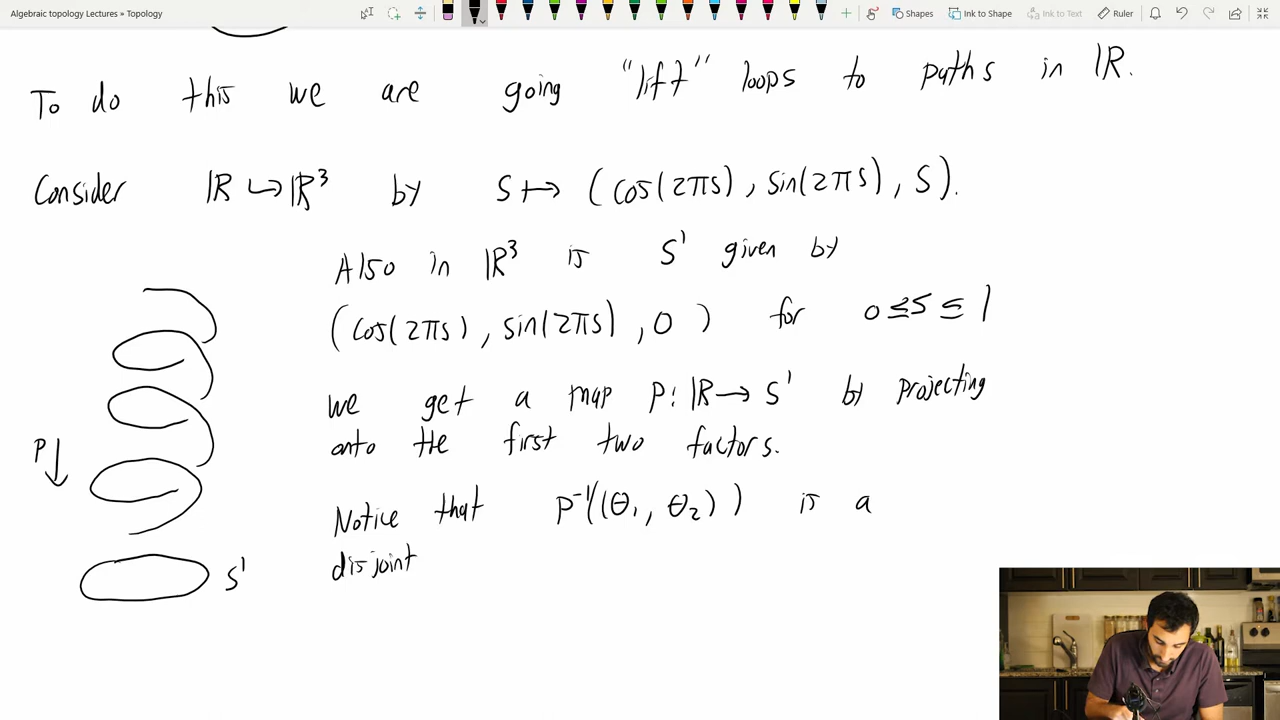 Algebraic topology Lectures » Topology
Shapes Ink to Shape Ink to Text Ruler
To do this we are going "lift" loops to paths in ℝ.
Consider ℝ ↪ ℝ³ by s ↦ (cos(2πs), sin(2πs), s).
Also in ℝ³ is S¹ given by
(cos(2πs), sin(2πs), 0) for 0 ≤ s ≤ 1
we get a map p: ℝ → S¹ by projecting
onto the first two factors.
P↓
Notice that p⁻¹((θ₁, θ₂)) is a
disjoint
S¹